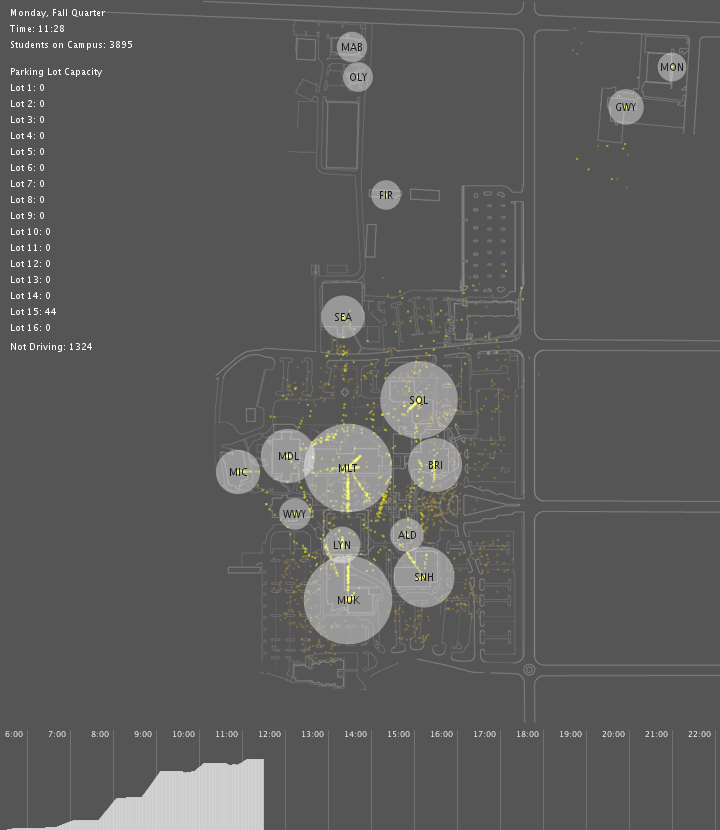 Monday, Fall Quarter
Time: 11:28
Students on Campus: 3895
Parking Lot Capacity
Lot 1: 0
Lot 2: 0
Lot 3: 0
Lot 4: 0
Lot 5: 0
Lot 6: 0
Lot 7: 0
Lot 8: 0
Lot 9: 0
Lot 10: 0
Lot 11: 0
Lot 12: 0
Lot 13: 0
Lot 14: 0
Lot 15: 44
Lot 16: 0
Not Driving: 1324
MAB
OLY
MON
GWY
FIR
SEA
SQL
MDL
MLT
BRI
MIC
WWY
LYN
ALD
SNH
MUK
6:00 7:00 8:00 9:00 10:00 11:00 12:00 13:00 14:00 15:00 16:00 17:00 18:00 19:00 20:00 21:00 22:00